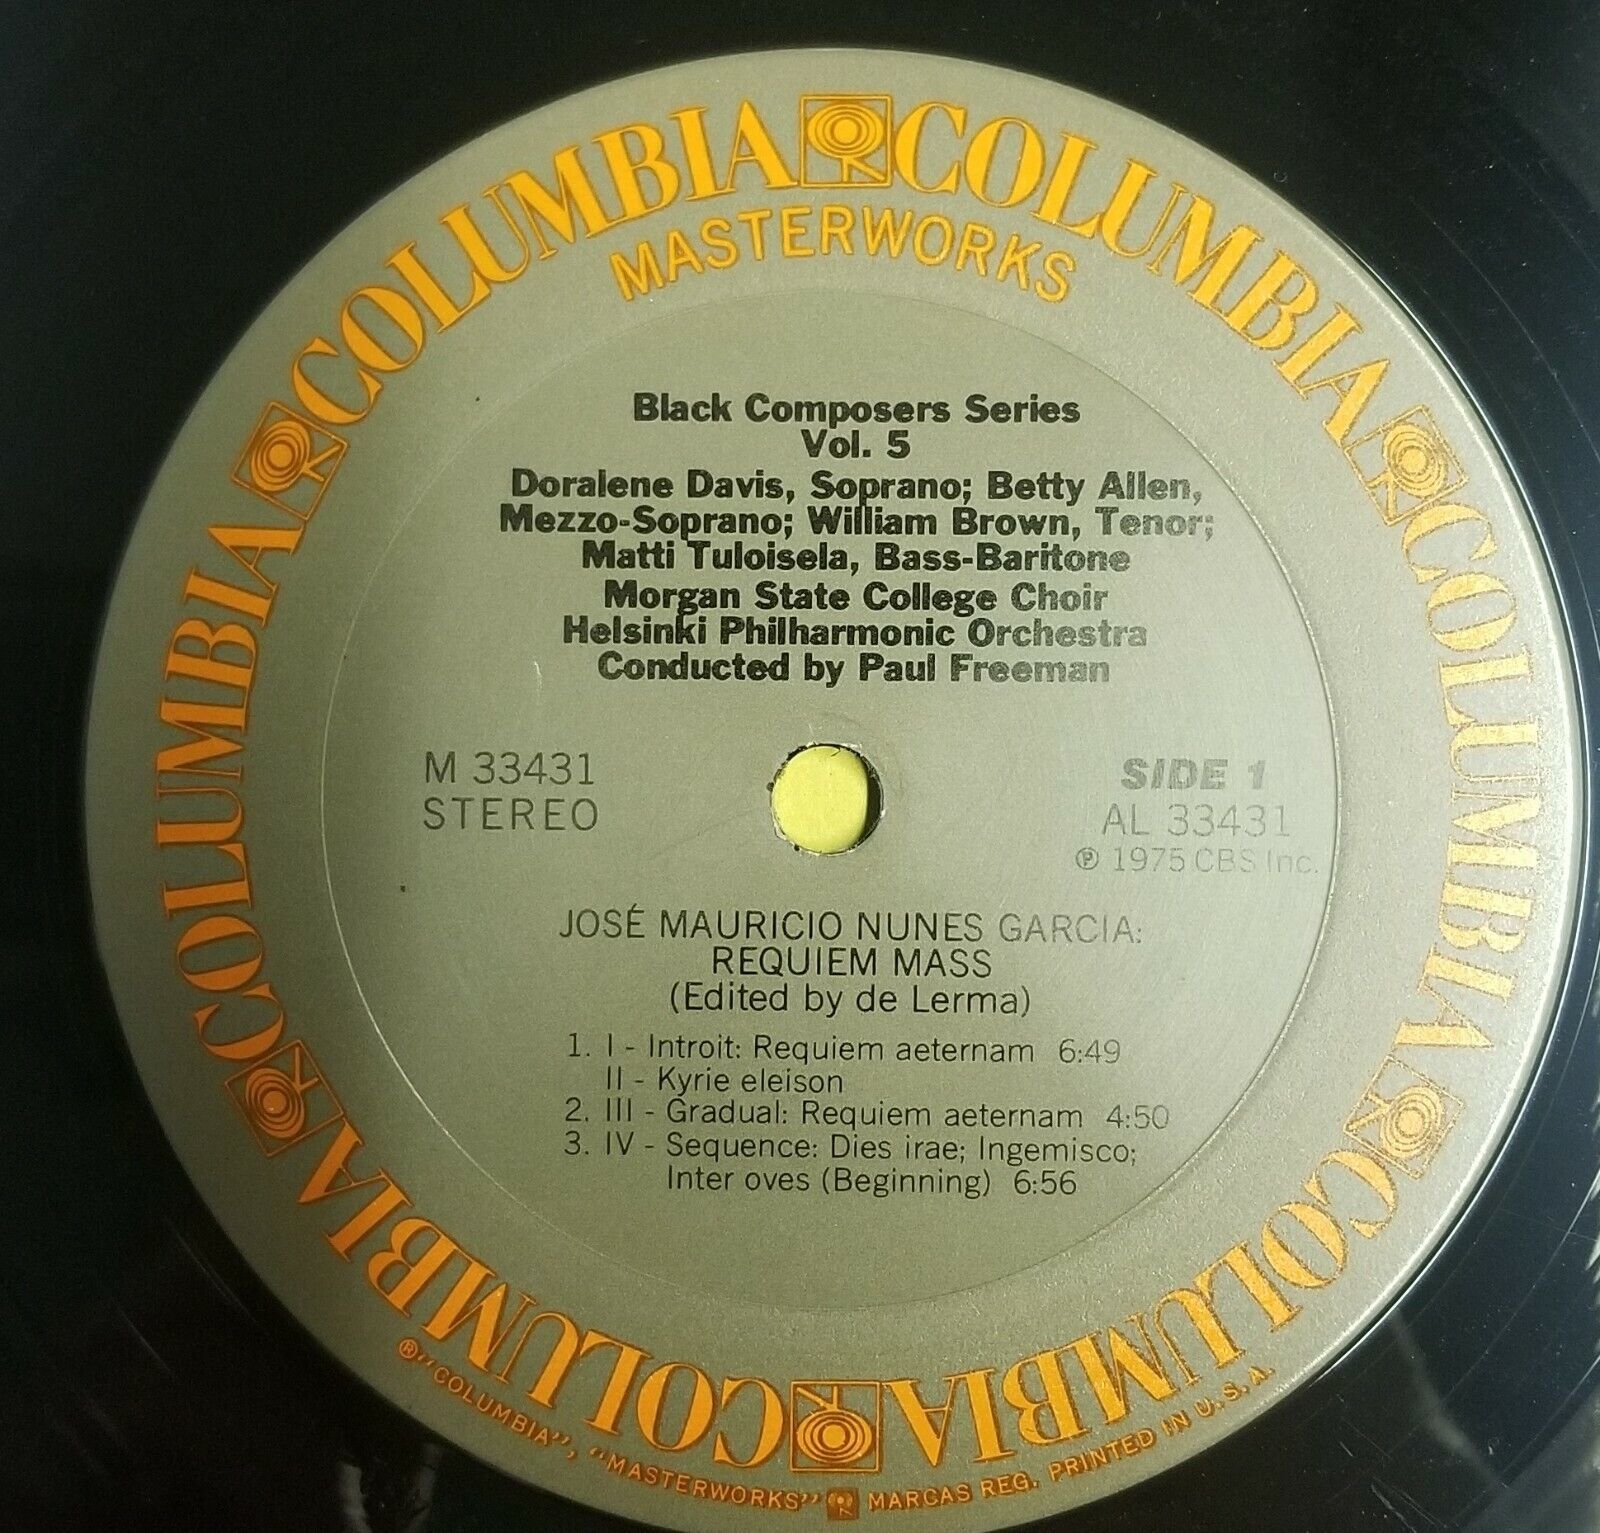 COLUMBIA COLUMBIA COLUMBIA COLUMBIA COLUMBIA COLUMBIA
MASTERWORKS
Black Composers Series
Vol. 5
Doralene Davis, Soprano; Betty Allen,
Mezzo-Soprano; William Brown, Tenor;
Matti Tuloisela, Bass-Baritone
Morgan State College Choir
Helsinki Philharmonic Orchestra
Conducted by Paul Freeman
M 33431
STEREO
SIDE 1
AL 33431
℗ 1975 CBS Inc.
JOSÉ MAURICIO NUNES GARCIA:
REQUIEM MASS
(Edited by de Lerma)
1. I - Introit: Requiem aeternam 6:49
II - Kyrie eleison
2. III - Gradual: Requiem aeternam 4:50
3. IV - Sequence: Dies irae; Ingemisco;
Inter oves (Beginning) 6:56
® "COLUMBIA", "MASTERWORKS" MARCAS REG. PRINTED IN U.S.A.